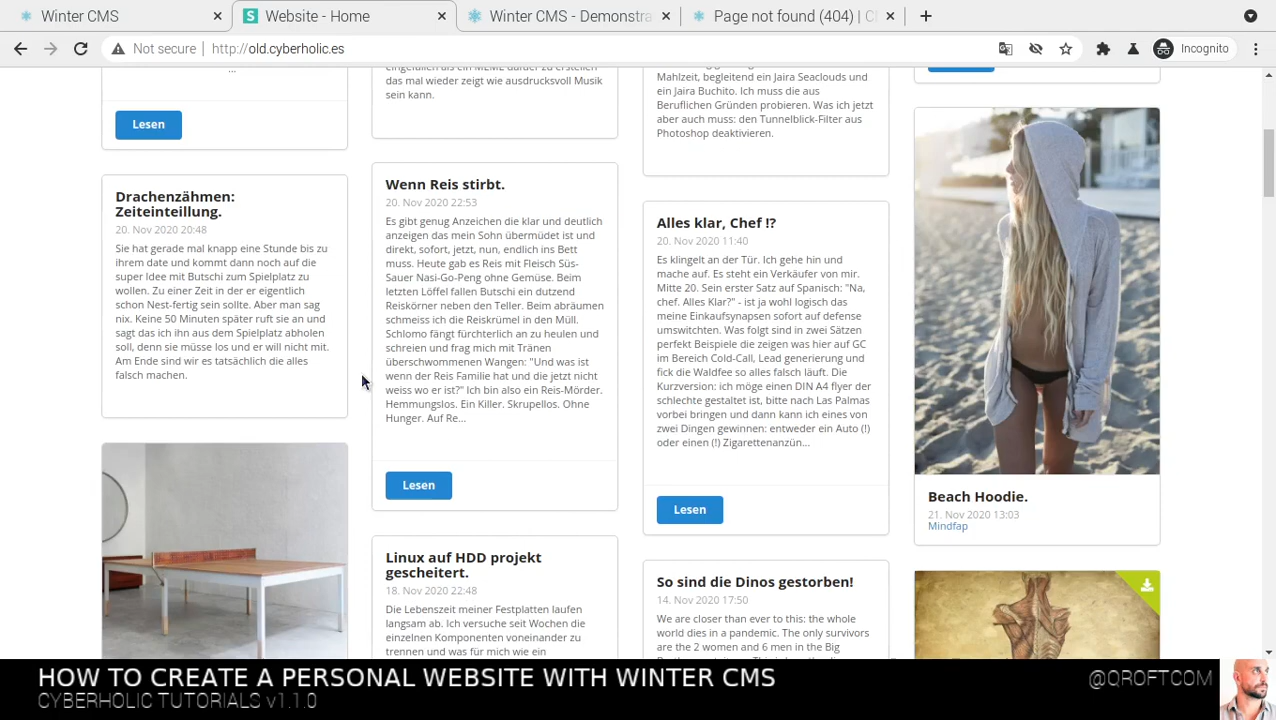 Winter CMS
Website - Home
Winter CMS - Demonstra
Page not found (404) | C
Not secure
http://old.cyberholic.es
Incognito
...
Lesen
Drachenzähmen:
Zeiteinteillung.
20. Nov 2020 20:48
Sie hat gerade mal knapp eine Stunde bis zu
ihrem date und kommt dann noch auf die
super Idee mit Butschi zum Spielplatz zu
wollen. Zu einer Zeit in der er eigentlich
schon Nest-fertig sein sollte. Aber man sag
nix. Keine 50 Minuten später ruft sie an und
sagt das ich ihn aus dem Spielplatz abholen
soll, denn sie müsse los und er will nicht mit.
Am Ende sind wir es tatsächlich die alles
falsch machen.
das mal wieder zeigt wie ausdrucksvoll Musik
sein kann.
Wenn Reis stirbt.
20. Nov 2020 22:53
Es gibt genug Anzeichen die klar und deutlich
anzeigen das mein Sohn übermüdet ist und
direkt, sofort, jetzt, nun, endlich ins Bett
muss. Heute gab es Reis mit Fleisch Süs-
Sauer Nasi-Go-Peng ohne Gemüse. Beim
letzten Löffel fallen Butschi ein dutzend
Reiskörner neben den Teller. Beim abräumen
schmeiss ich die Reiskrümel in den Müll.
Schlomo fängt fürchterlich an zu heulen und
schreien und frag mich mit Tränen
überschwommenen Wangen: "Und was ist
wenn der Reis Familie hat und die jetzt nicht
weiss wo er ist?" Ich bin also ein Reis-Mörder.
Hemmungslos. Ein Killer. Skrupellos. Ohne
Hunger. Auf Re...
Lesen
Linux auf HDD projekt
gescheitert.
18. Nov 2020 22:48
Die Lebenszeit meiner Festplatten laufen
langsam ab. Ich versuche seit Wochen die
einzelnen Komponenten voneinander zu
trennen und was für mich wie ein
Mahlzeit, begleitend ein Jaira Seaclouds und
ein Jaira Buchito. Ich muss die aus
Beruflichen Gründen probieren. Was ich jetzt
aber auch muss: den Tunnelblick-Filter aus
Photoshop deaktivieren.
Alles klar, Chef !?
20. Nov 2020 11:40
Es klingelt an der Tür. Ich gehe hin und
mache auf. Es steht ein Verkäufer von mir.
Mitte 20. Sein erster Satz auf Spanisch: "Na,
chef. Alles Klar?" - ist ja wohl logisch das
meine Einkaufsynapsen sofort auf defense
umswitchten. Was folgt sind in zwei Sätzen
perfekt Beispiele die zeigen was hier auf GC
im Bereich Cold-Call, Lead generierung und
fick die Waldfee so alles falsch läuft. Die
Kurzversion: ich möge einen DIN A4 flyer der
schlechte gestaltet ist, bitte nach Las Palmas
vorbei bringen und dann kann ich eines von
zwei Dingen gewinnen: entweder ein Auto (!)
oder einen (!) Zigarettenanzün...
Lesen
So sind die Dinos gestorben!
14. Nov 2020 17:50
We are closer than ever to this: the whole
world dies in a pandemic. The only survivors
are the 2 women and 6 men in the Big
Beach Hoodie.
21. Nov 2020 13:03
Mindfap
HOW TO CREATE A PERSONAL WEBSITE WITH WINTER CMS
CYBERHOLIC TUTORIALS v1.1.0
@QROFTCOM